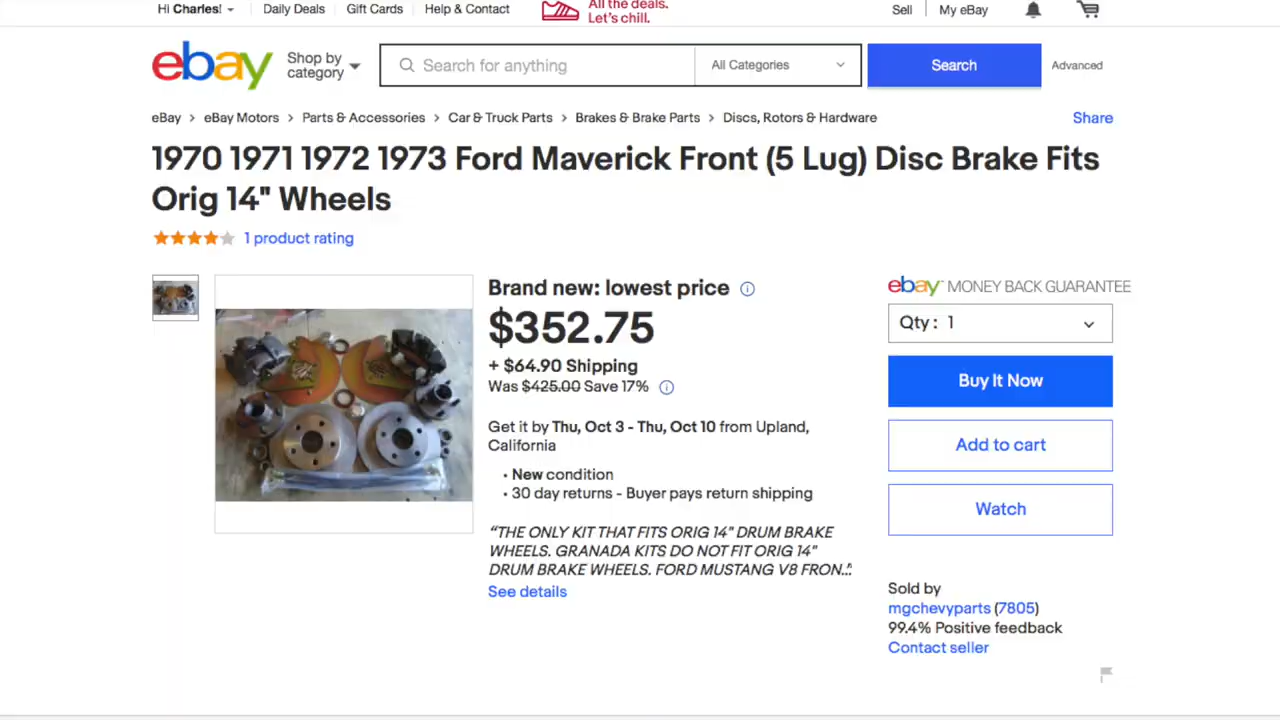 Hi Charles!
Daily Deals
Gift Cards
Help & Contact
All the deals.
Let's chill.
Sell
My eBay
ebay
Shop by
category
Search for anything
All Categories
Search
Advanced
eBay > eBay Motors > Parts & Accessories > Car & Truck Parts > Brakes & Brake Parts > Discs, Rotors & Hardware
Share
1970 1971 1972 1973 Ford Maverick Front (5 Lug) Disc Brake Fits
Orig 14" Wheels
1 product rating
Brand new: lowest price
$352.75
+ $64.90 Shipping
Was $425.00 Save 17%
Get it by Thu, Oct 3 - Thu, Oct 10 from Upland,
California
• New condition
• 30 day returns - Buyer pays return shipping
“THE ONLY KIT THAT FITS ORIG 14" DRUM BRAKE
WHEELS. GRANADA KITS DO NOT FIT ORIG 14"
DRUM BRAKE WHEELS. FORD MUSTANG V8 FRON...”
See details
ebay MONEY BACK GUARANTEE
Qty : 1
Buy It Now
Add to cart
Watch
Sold by
mgchevyparts (7805)
99.4% Positive feedback
Contact seller